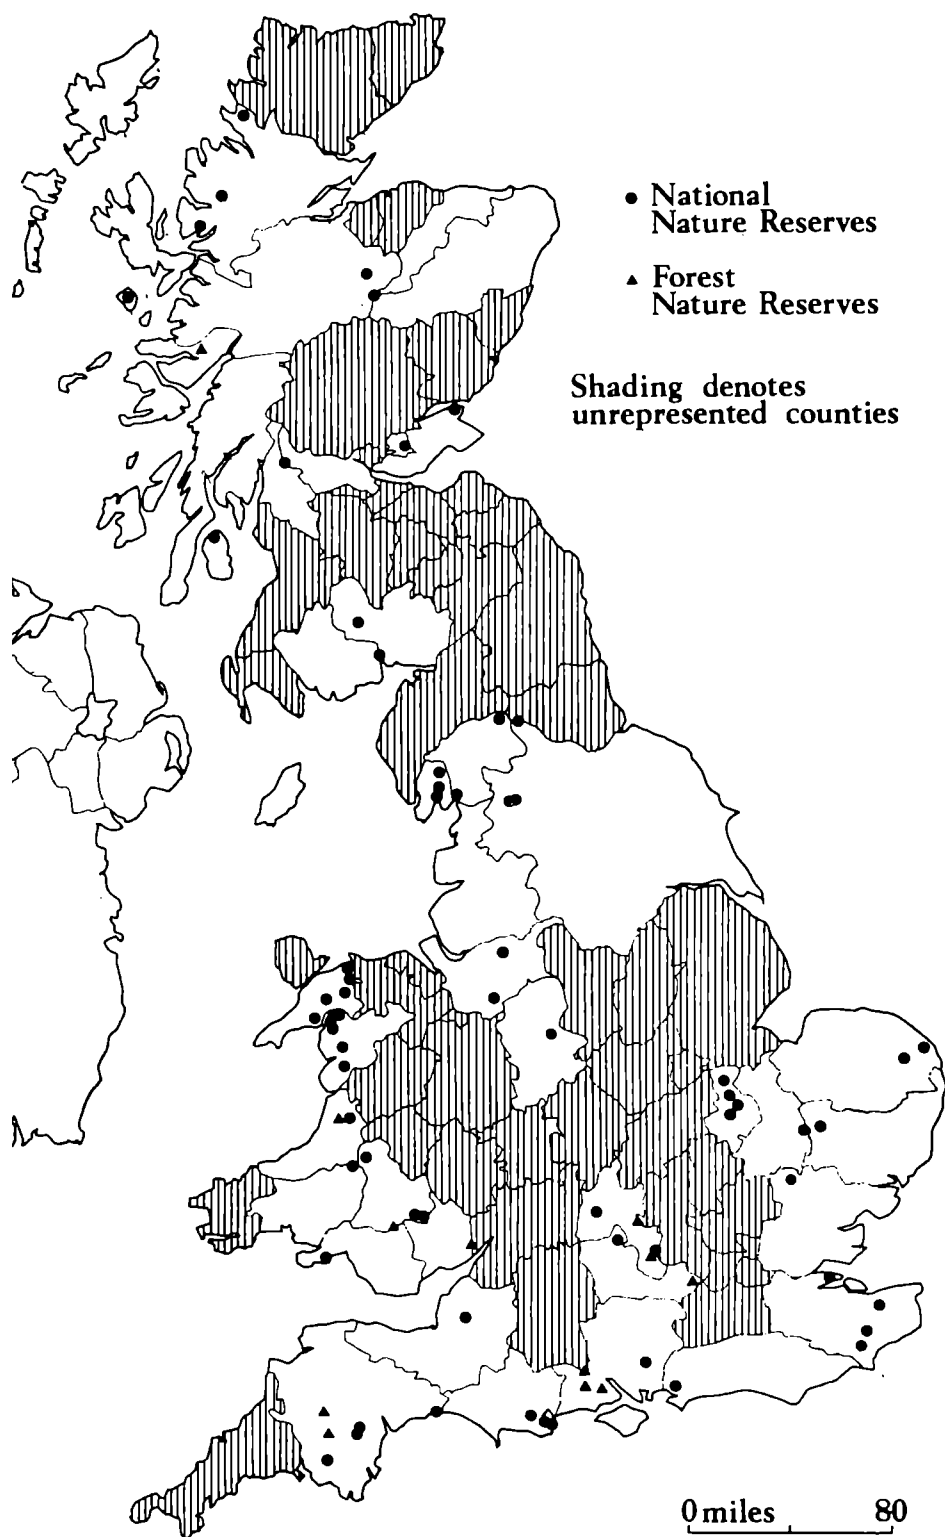 National
Nature Reserves
Forest
Nature Reserves
Shading denotes
unrepresented counties
0 miles 80